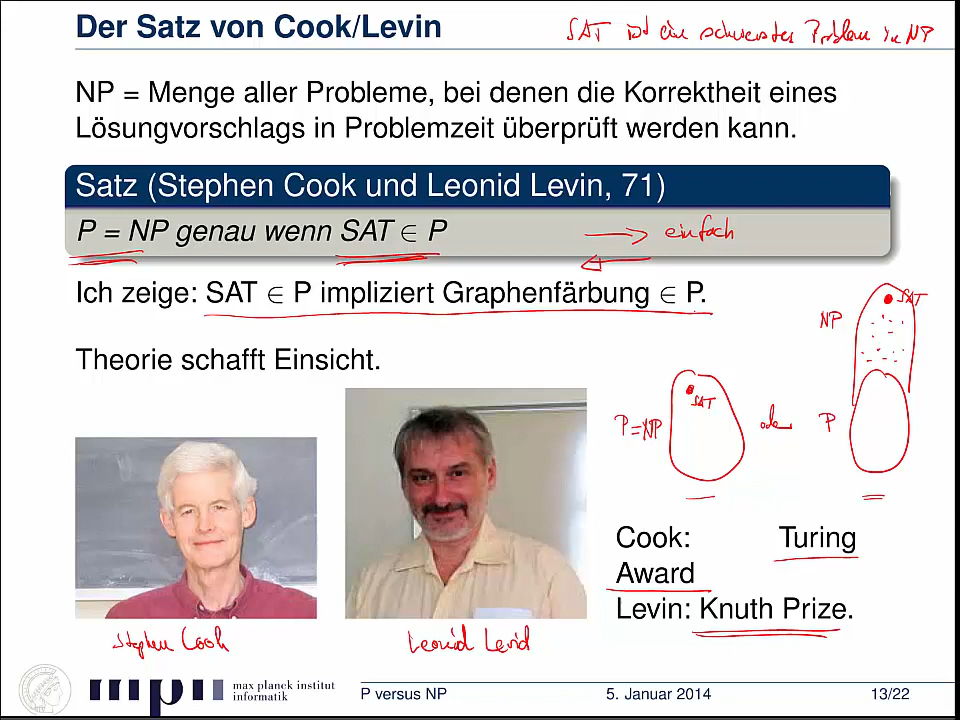 Der Satz von Cook/Levin
SAT ist ein schwerstes Problem in NP
NP = Menge aller Probleme, bei denen die Korrektheit eines
Lösungvorschlags in Problemzeit überprüft werden kann.
Satz (Stephen Cook und Leonid Levin, 71)
P = NP genau wenn SAT ∈ P
einfach
Ich zeige: SAT ∈ P impliziert Graphenfärbung ∈ P.
SAT
NP
Theorie schafft Einsicht.
SAT
P=NP
oder
P
Cook: Turing
Award
Levin: Knuth Prize.
Stephen Cook
Leonid Levid
max planck institut
informatik
P versus NP
5. Januar 2014
13/22